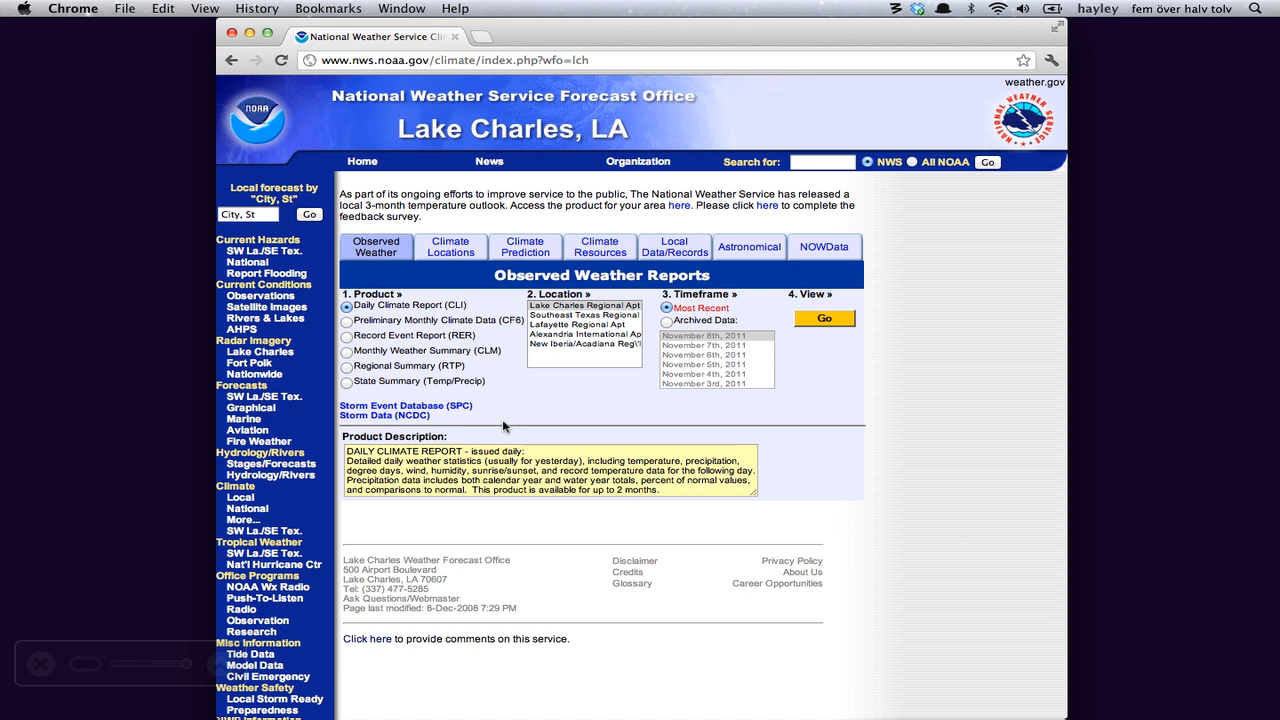 Chrome File Edit View History Bookmarks Window Help hayley fem över halv tolv
National Weather Service Cli
www.nws.noaa.gov/climate/index.php?wfo=lch
weather.gov
NOAA
National Weather Service Forecast Office
Lake Charles, LA
Home News Organization Search for: NWS All NOAA Go
Local forecast by
"City, St"
City, St Go
Current Hazards
SW La./SE Tex.
National
Report Flooding
Current Conditions
Observations
Satellite Images
Rivers & Lakes
AHPS
Radar Imagery
Lake Charles
Fort Polk
Nationwide
Forecasts
SW La./SE Tex.
Graphical
Marine
Aviation
Fire Weather
Hydrology/Rivers
Stages/Forecasts
Hydrology/Rivers
Climate
Local
National
More...
SW La./SE Tex.
Tropical Weather
SW La./SE Tex.
Nat'l Hurricane Ctr
Office Programs
NOAA Wx Radio
Push-To-Listen
Radio
Observation
Research
Misc Information
Tide Data
Model Data
Civil Emergency
Weather Safety
Local Storm Ready
Preparedness
As part of its ongoing efforts to improve service to the public, The National Weather Service has released a
local 3-month temperature outlook. Access the product for your area here. Please click here to complete the
feedback survey.
Observed Weather
Climate Locations
Climate Prediction
Climate Resources
Local Data/Records
Astronomical
NOWData
Observed Weather Reports
1. Product »
Daily Climate Report (CLI)
Preliminary Monthly Climate Data (CF6)
Record Event Report (RER)
Monthly Weather Summary (CLM)
Regional Summary (RTP)
State Summary (Temp/Precip)
2. Location »
Lake Charles Regional Apt
Southeast Texas Regional
Lafayette Regional Apt
Alexandria International Ap
New Iberia/Acadiana Reg\'l
3. Timeframe »
Most Recent
Archived Data:
November 8th, 2011
November 7th, 2011
November 6th, 2011
November 5th, 2011
November 4th, 2011
November 3rd, 2011
4. View »
Go
Storm Event Database (SPC)
Storm Data (NCDC)
Product Description:
DAILY CLIMATE REPORT - issued daily:
Detailed daily weather statistics (usually for yesterday), including temperature, precipitation,
degree days, wind, humidity, sunrise/sunset, and record temperature data for the following day.
Precipitation data includes both calendar year and water year totals, percent of normal values,
and comparisons to normal. This product is available for up to 2 months.
Lake Charles Weather Forecast Office
500 Airport Boulevard
Lake Charles, LA 70607
Tel: (337) 477-5285
Ask Questions/Webmaster
Page last modified: 8-Dec-2008 7:29 PM
Disclaimer
Credits
Glossary
Privacy Policy
About Us
Career Opportunities
Click here to provide comments on this service.